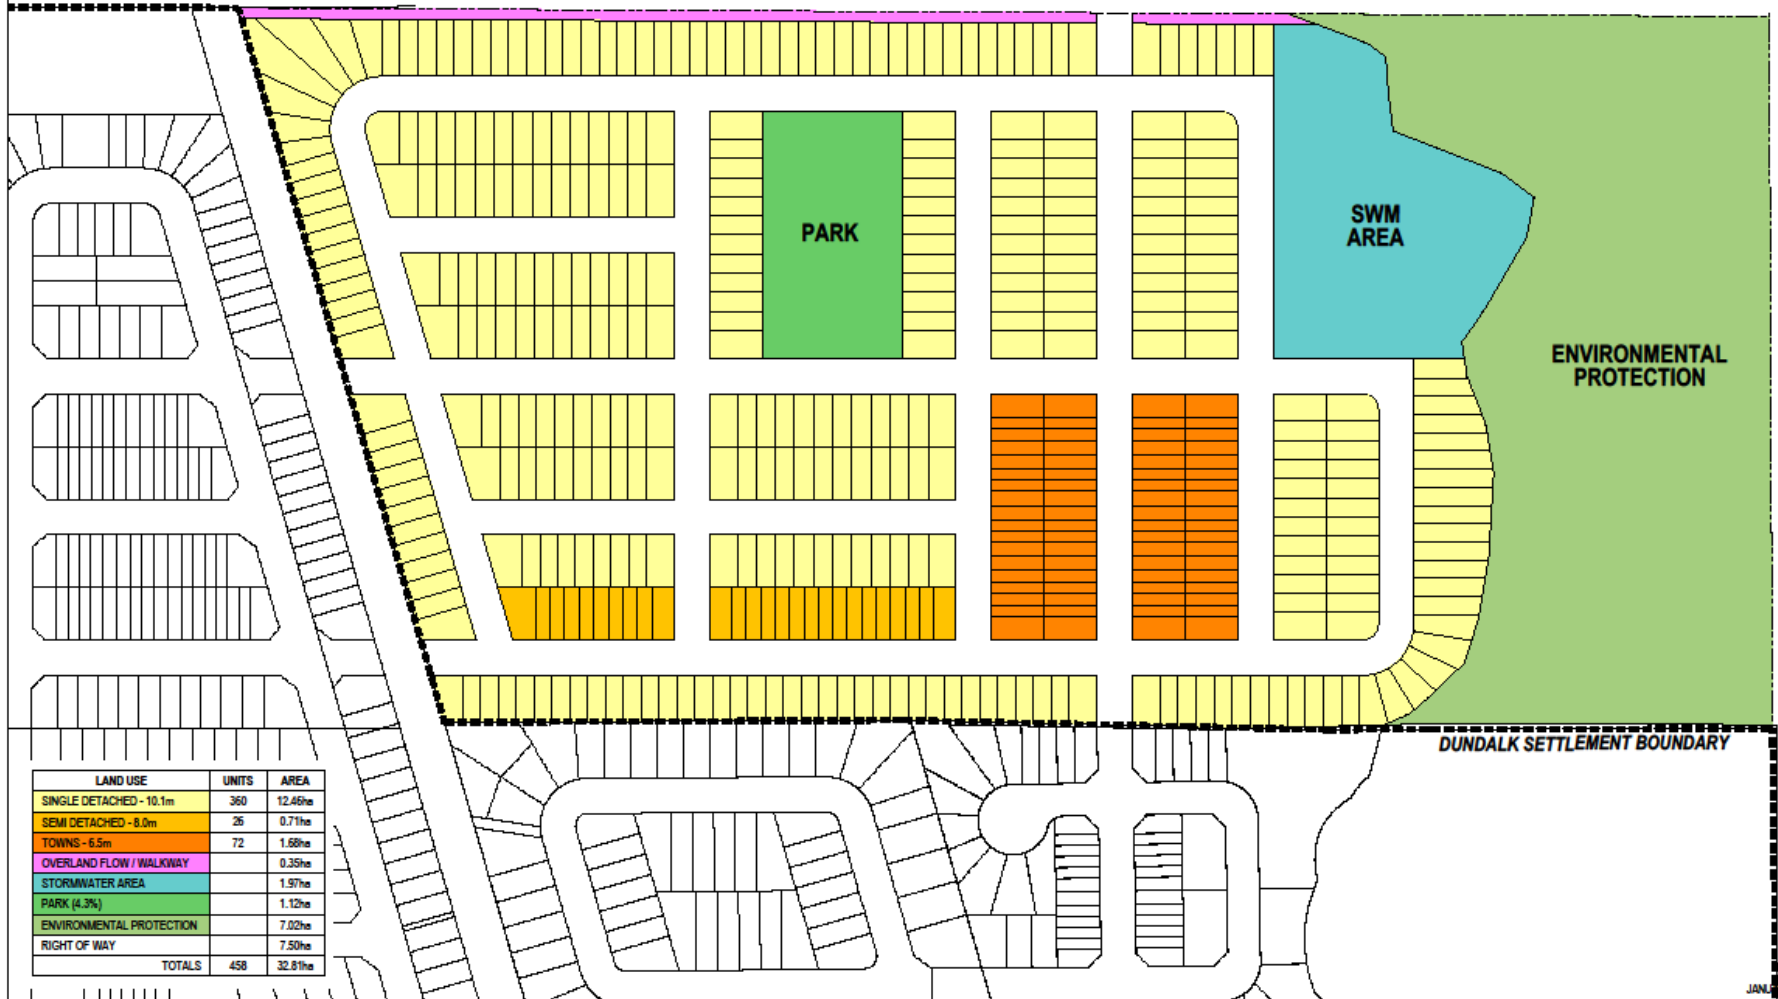 PARK
SWM
AREA
ENVIRONMENTAL
PROTECTION
DUNDALK SETTLEMENT BOUNDARY
LAND USE UNITS AREA
SINGLE DETACHED - 10.1m 360 12.46ha
SEMI DETACHED - 8.0m 26 0.71ha
TOWNS - 6.5m 72 1.68ha
OVERLAND FLOW / WALKWAY 0.35ha
STORMWATER AREA 1.97ha
PARK (4.3%) 1.12ha
ENVIRONMENTAL PROTECTION 7.02ha
RIGHT OF WAY 7.50ha
TOTALS 458 32.81ha